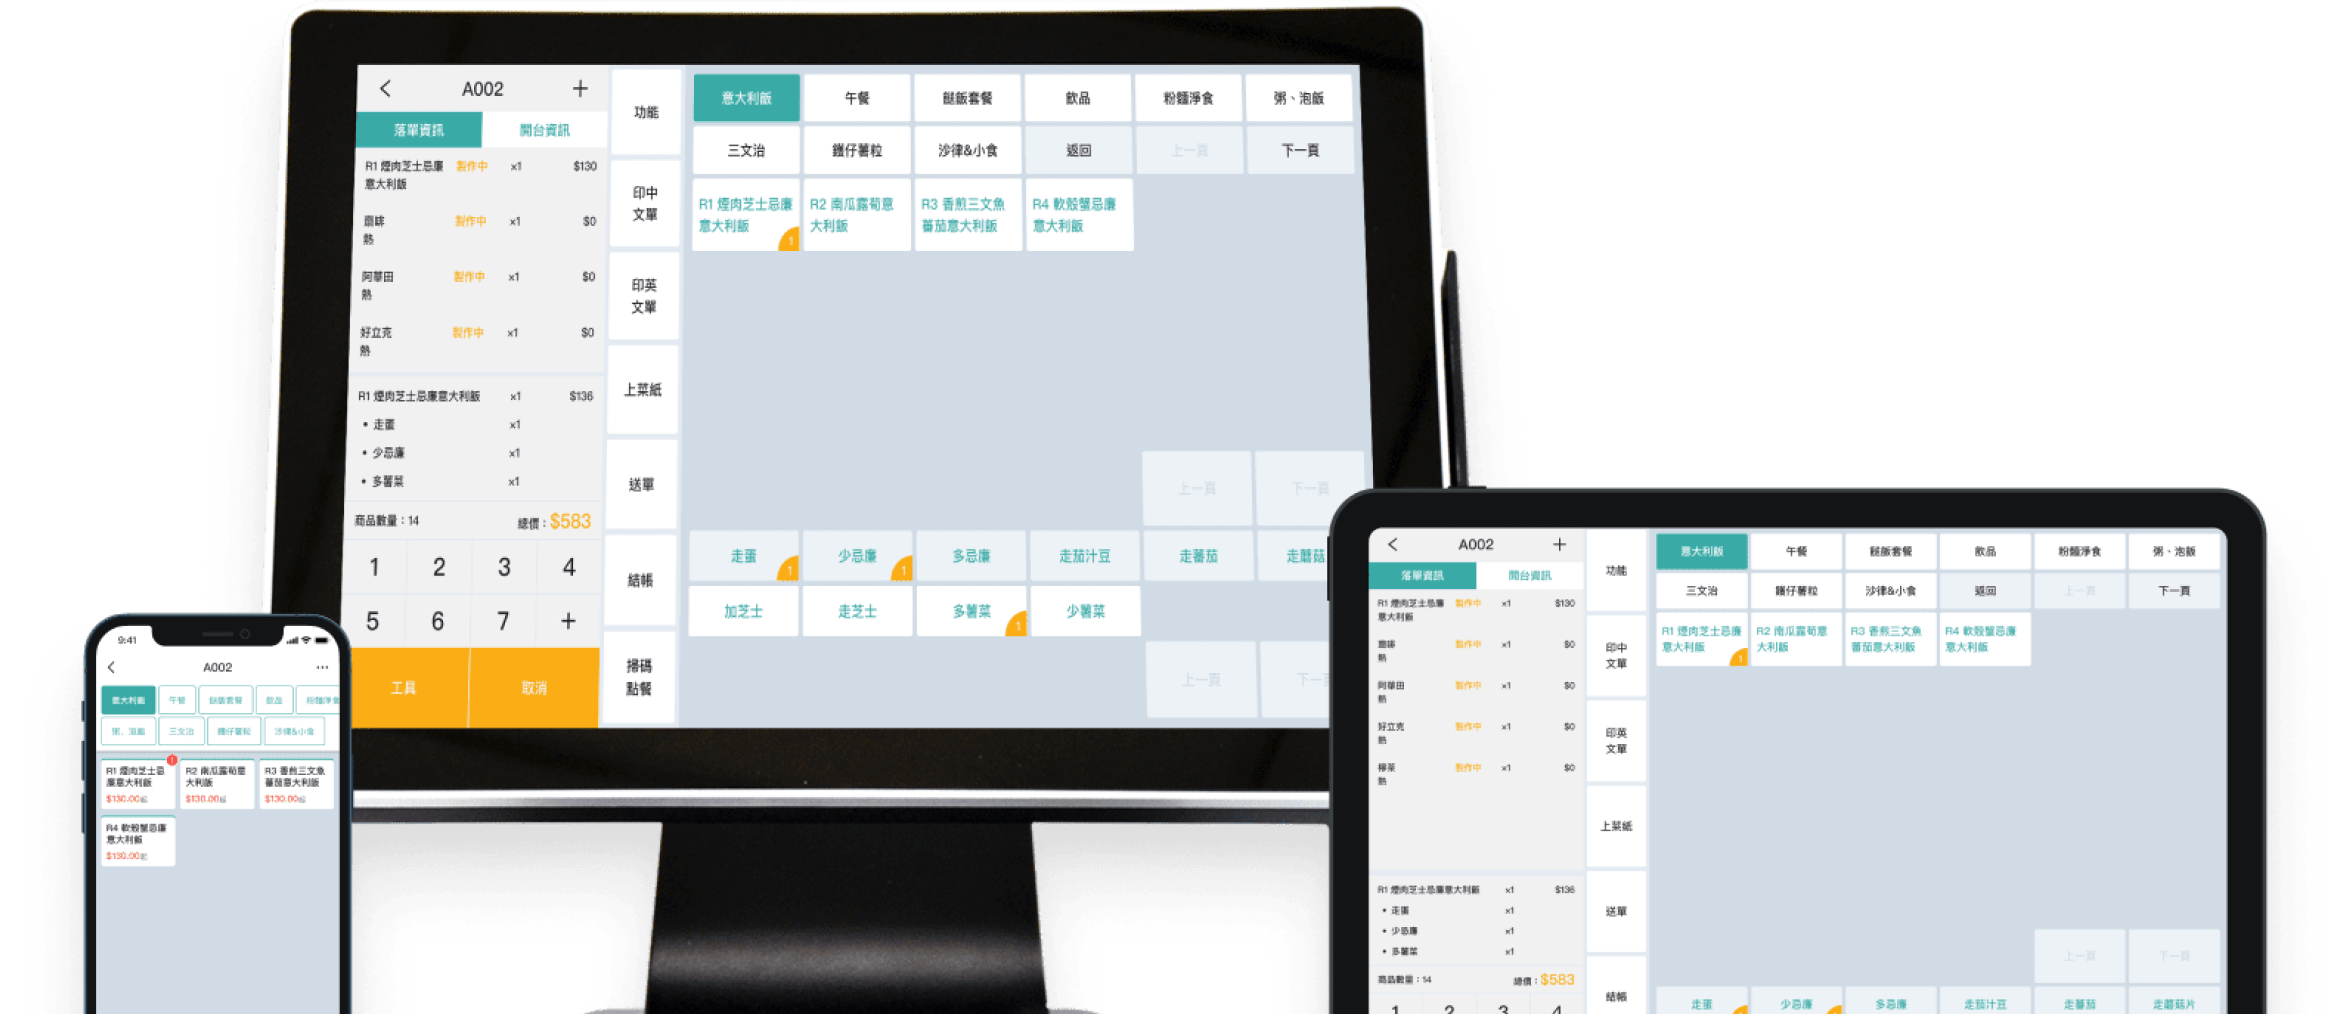 A002
落單資訊 開台資訊
R1 煙肉芝士忌廉 製作中 x1 $130
意大利飯
齋啡 製作中 x1 $0
熱
阿華田 製作中 x1 $0
熱
好立克 製作中 x1 $0
熱
R1 煙肉芝士忌廉意大利飯 x1 $136
• 走蛋 x1
• 少忌廉 x1
• 多薯菜 x1
商品數量：14 總價：$583
1 2 3 4
5 6 7 +
工具 取消
功能
印中
文單
印英
文單
上菜紙
送單
結帳
掃碼
點餐
意大利飯 午餐 餸飯套餐 飲品 粉麵淨食 粥、泡飯
三文治 鑊仔薯粒 沙律&小食 返回 上一頁 下一頁
R1 煙肉芝士忌廉 R2 南瓜露荀意 R3 香煎三文魚 R4 軟殼蟹忌廉
意大利飯 大利飯 蕃茄意大利飯 意大利飯
1
上一頁 下一頁
走蛋 少忌廉 多忌廉 走茄汁豆 走蕃茄 走蘑菇
1 1
加芝士 走芝士 多薯菜 少薯菜
1
上一頁 下一
9:41
A002
意大利飯 午餐 餸飯套餐 飲品 粉麵淨食
粥、泡飯 三文治 鑊仔薯粒 沙律&小食
R1 煙肉芝士忌 R2 南瓜露荀意 R3 香煎三文魚
廉意大利飯 大利飯 蕃茄意大利飯
$130.00起 $130.00起 $130.00起
R4 軟殼蟹忌廉
意大利飯
$130.00起
A002
落單資訊 開台資訊
R1 煙肉芝士忌廉 製作中 x1 $130
意大利飯
齋啡 製作中 x1 $0
熱
阿華田 製作中 x1 $0
熱
好立克 製作中 x1 $0
熱
檸茶 製作中 x1 $0
熱
R1 煙肉芝士忌廉意大利飯 x1 $136
• 走蛋 x1
• 少忌廉 x1
• 多薯菜 x1
商品數量：14 總價：$583
1 2 3 4
功能
印中
文單
印英
文單
上菜紙
送單
結帳
意大利飯 午餐 餸飯套餐 飲品 粉麵淨食 粥、泡飯
三文治 鑊仔薯粒 沙律&小食 返回 上一頁 下一頁
R1 煙肉芝士忌廉 R2 南瓜露荀意 R3 香煎三文魚 R4 軟殼蟹忌廉
意大利飯 大利飯 蕃茄意大利飯 意大利飯
1
上一頁 下一頁
走蛋 少忌廉 多忌廉 走茄汁豆 走蕃茄 走蘑菇片